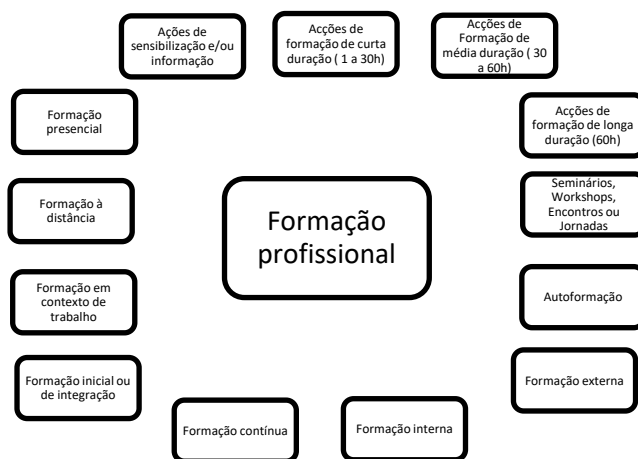 Acções de
sensibilização e/ou
informação
Acções de
formação de curta
duração ( 1 a 30h)
Acções de
Formação de
média duração ( 30
a 60h)
Formação
presencial
Acções de
formação de longa
duração (60h)
Formação à
distância
Formação
profissional
Seminários,
Workshops,
Encontros ou
Jornadas
Formação em
contexto de
trabalho
Autoformação
Formação inicial ou
de integração
Formação externa
Formação contínua
Formação interna